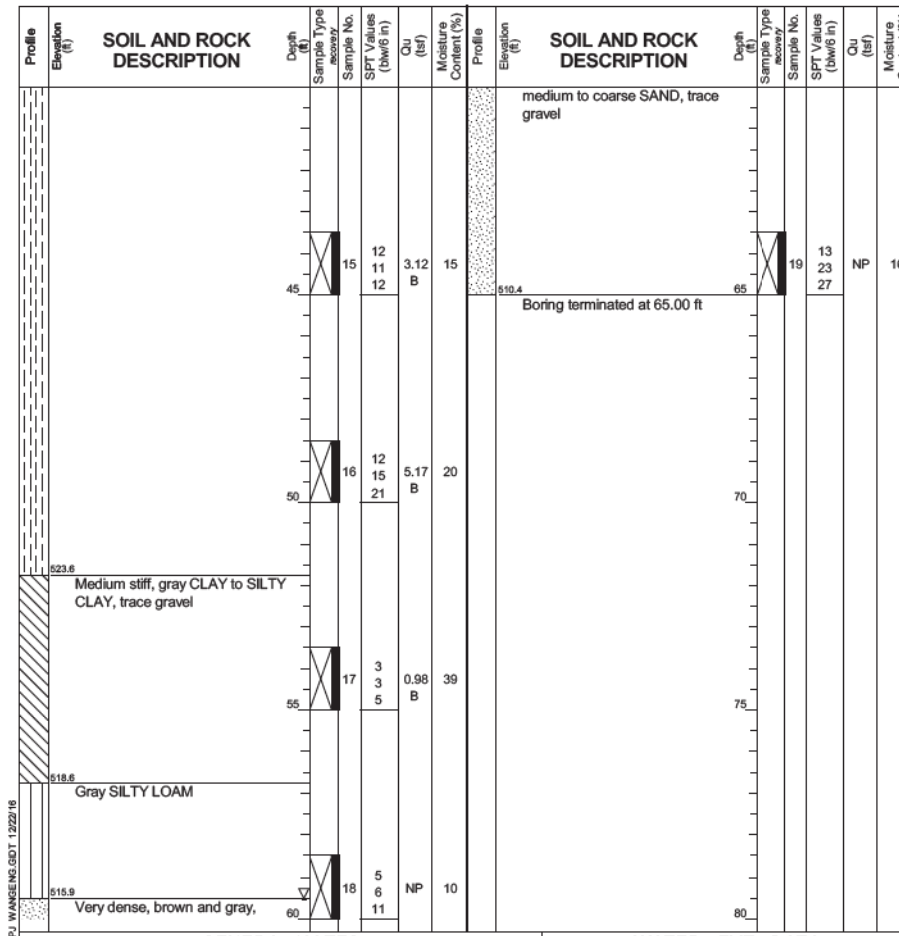 Profile
Elevation (ft)
SOIL AND ROCK
DESCRIPTION
Depth (ft)
Sample Type
recovery
Sample No.
SPT Values
(blw/6 in)
Qu
(tsf)
Moisture
Content (%)
45
15
12
11
12
3.12
B
15
50
16
12
15
21
5.17
B
20
523.6
Medium stiff, gray CLAY to SILTY
CLAY, trace gravel
55
17
3
3
5
0.98
B
39
518.6
Gray SILTY LOAM
515.9
Very dense, brown and gray,
60
18
5
6
11
NP
10
Profile
Elevation
(ft)
SOIL AND ROCK
DESCRIPTION
Depth
(ft)
Sample Type
recovery
Sample No.
SPT Values
(blw/6 in)
Qu
(tsf)
Moisture
medium to coarse SAND, trace
gravel
19
13
23
27
NP
510.4
65
Boring terminated at 65.00 ft
70
75
80
WANGENG.GDT 12/22/16